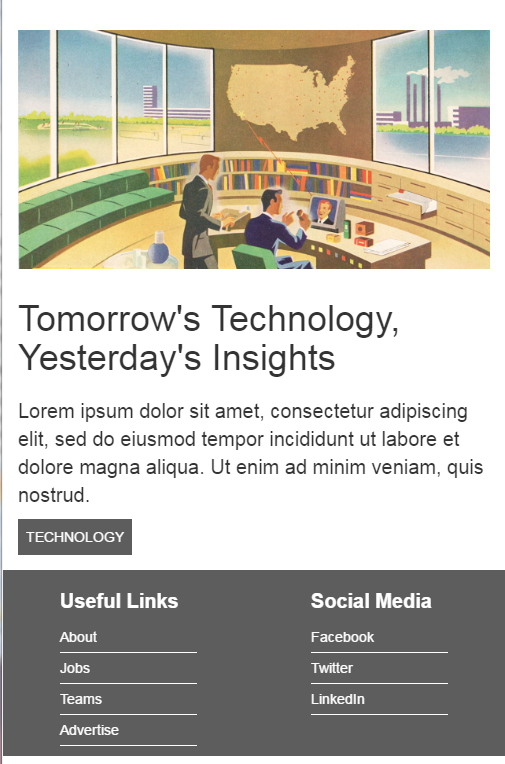 Tomorrow's Technology,
Yesterday's Insights
Lorem ipsum dolor sit amet, consectetur adipiscing
elit, sed do eiusmod tempor incididunt ut labore et
dolore magna aliqua. Ut enim ad minim veniam, quis
nostrud.
TECHNOLOGY
Useful Links
About
Jobs
Teams
Advertise
Social Media
Facebook
Twitter
LinkedIn